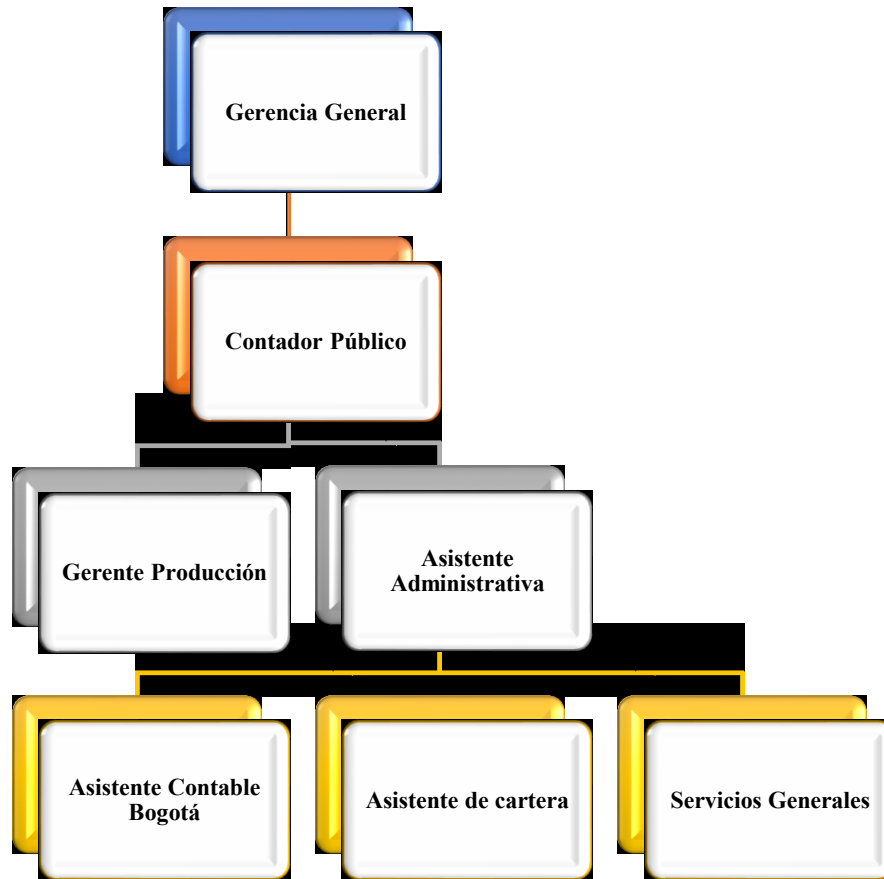 Gerencia General
Contador Público
Gerente Producción
Asistente
Administrativa
Asistente Contable
Bogotá
Asistente de cartera
Servicios Generales